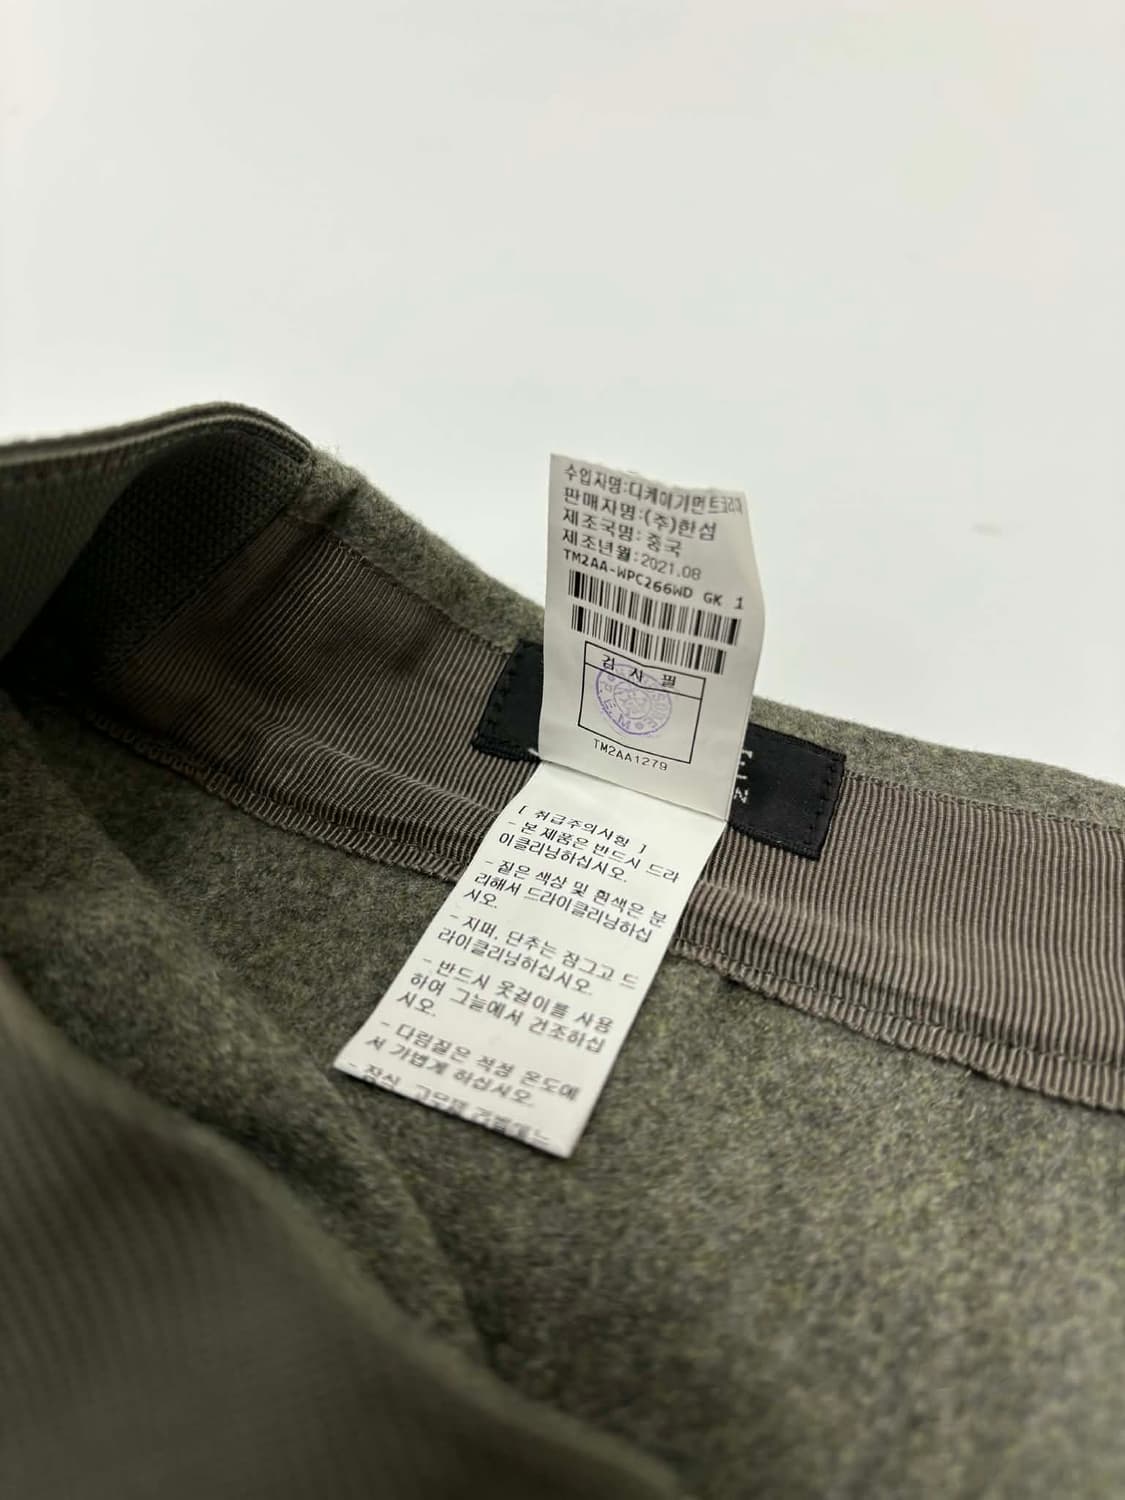 수입자명:디케이가먼트코리아
판매자명:(주)한섬
제조국명: 중국
제조년월:2021.08
TM2AA-WPC266WD GK 1
검 사 필
TM2AA1279
[ 취급주의사항 ]
- 본 제품은 반드시 드라
이클리닝하십시오.
- 짙은 색상 및 흰색은 분
리해서 드라이클리닝하십
시오.
- 지퍼, 단추는 잠그고 드
라이클리닝하십시오.
- 반드시 옷걸이를 사용
하여 그늘에서 건조하십
시오.
- 다림질은 적정 온도에
서 가볍게 하십시오.
- 장식